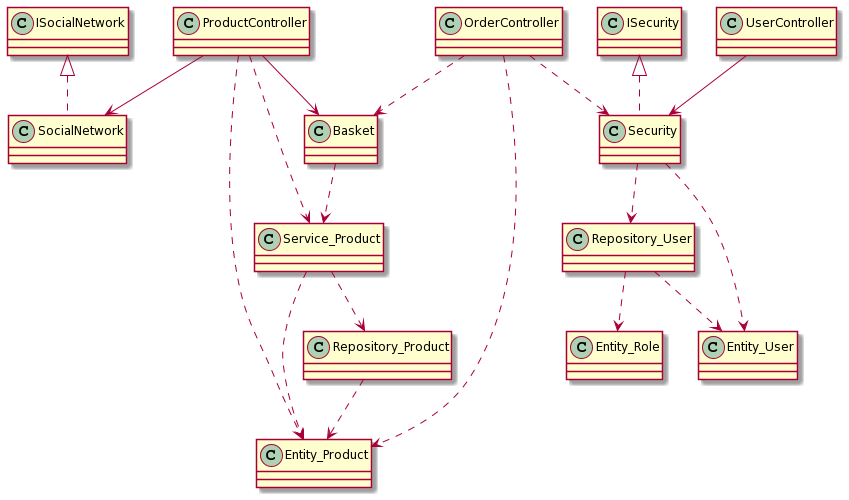 C ISocialNetwork
C ProductController
C OrderController
C ISecurity
C UserController
C SocialNetwork
C Basket
C Security
C Service_Product
C Repository_User
C Repository_Product
C Entity_Role
C Entity_User
C Entity_Product